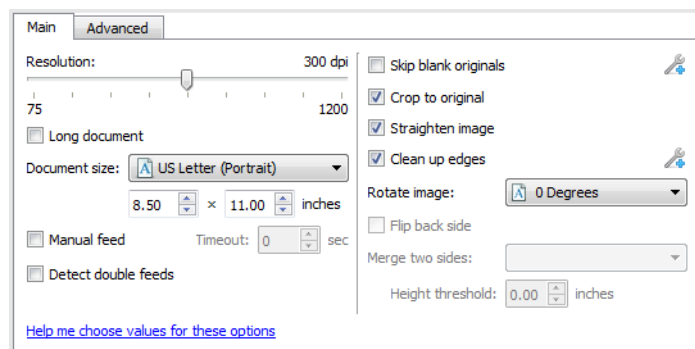 Main
Advanced
Resolution: 300 dpi
75 1200
Long document
Document size: A US Letter (Portrait)
8.50 × 11.00 inches
Manual feed Timeout: 0 sec
Detect double feeds
Help me choose values for these options
Skip blank originals
Crop to original
Straighten image
Clean up edges
Rotate image: A 0 Degrees
Flip back side
Merge two sides:
Height threshold: 0.00 inches